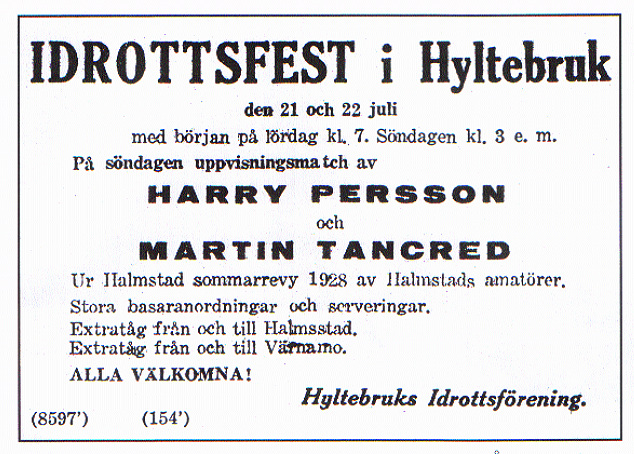 IDROTTSFEST i Hyltebruk
den 21 och 22 juli
med början på lördag kl. 7. Söndagen kl. 3 e. m.
På söndagen uppvisningsmatch av
HARRY PERSSON
och
MARTIN TANCRED
Ur Halmstad sommarrevy 1928 av Halmstads amatörer.
Stora basaranordningar och serveringar.
Extratåg från och till Halmsstad.
Extratåg från och till Värnamo.
ALLA VÄLKOMNA!
Hyltebruks Idrottsförening.
(8597') (154')